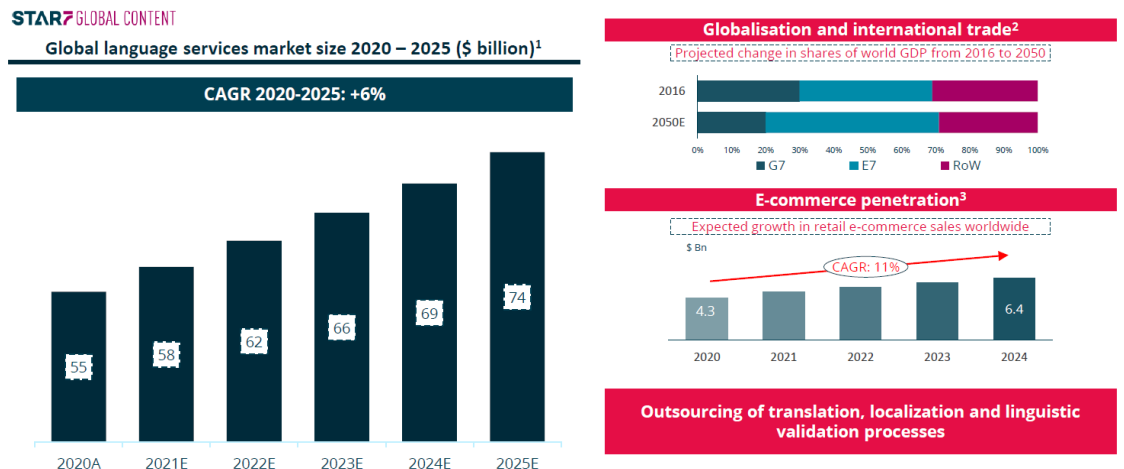 STAR7 GLOBAL CONTENT
Global language services market size 2020 – 2025 ($ billion)¹
CAGR 2020-2025: +6%
55
58
62
66
69
74
2020A
2021E
2022E
2023E
2024E
2025E
Globalisation and international trade²
Projected change in shares of world GDP from 2016 to 2050
2016
2050E
0% 10% 20% 30% 40% 50% 60% 70% 80% 90% 100%
G7 E7 RoW
E-commerce penetration³
Expected growth in retail e-commerce sales worldwide
$ Bn
CAGR: 11%
4.3
6.4
2020 2021 2022 2023 2024
Outsourcing of translation, localization and linguistic
validation processes